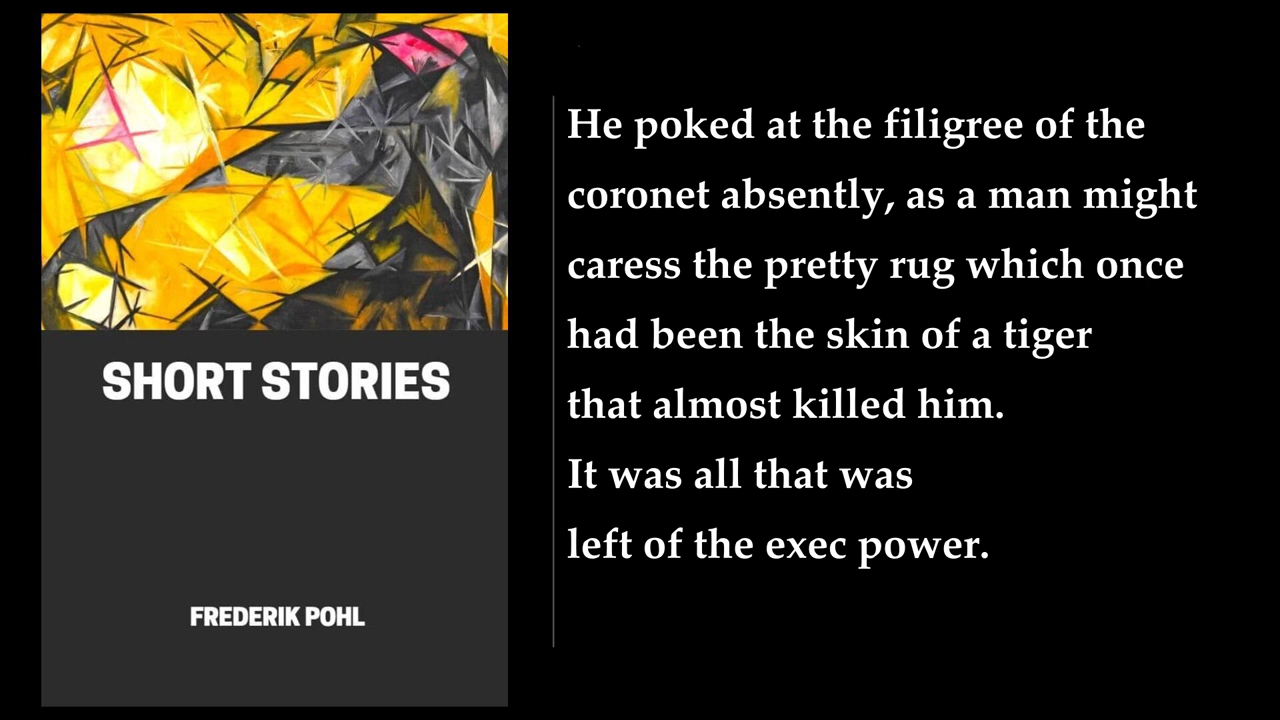 SHORT STORIES
FREDERIK POHL
He poked at the filigree of the
coronet absently, as a man might
caress the pretty rug which once
had been the skin of a tiger
that almost killed him.
It was all that was
left of the exec power.